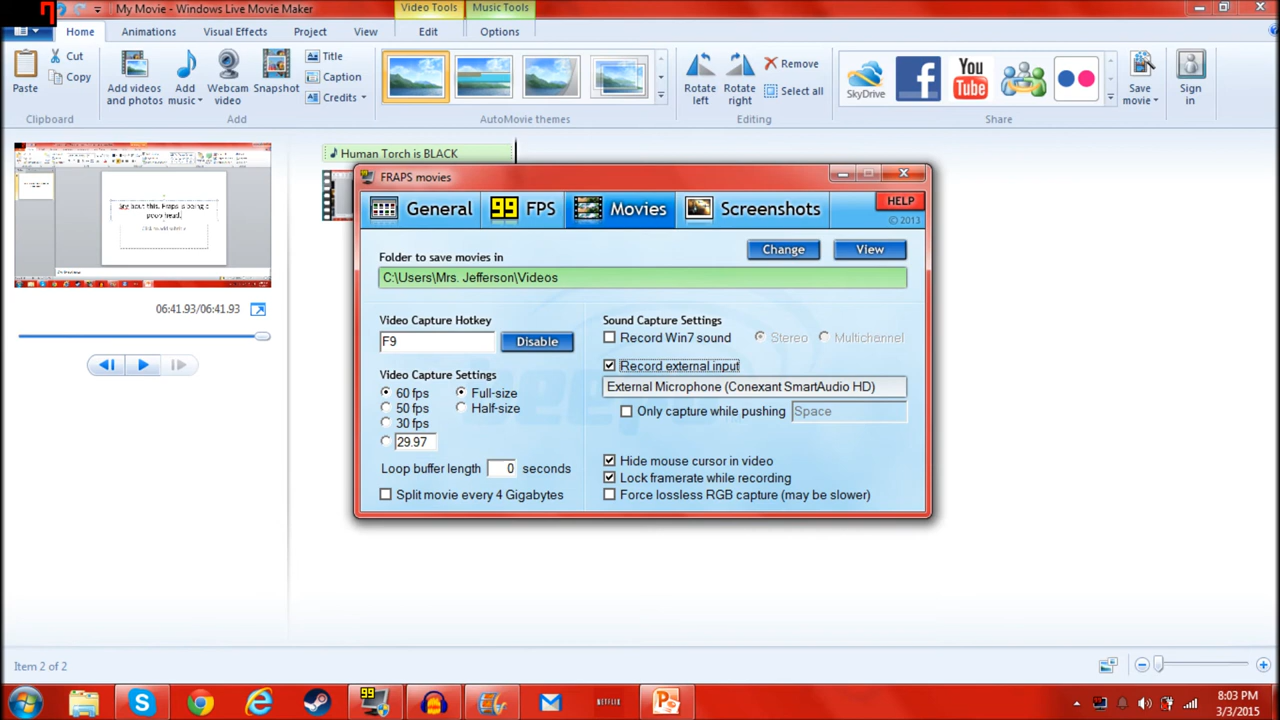 My Movie - Windows Live Movie Maker
Video Tools
Music Tools
Home
Animations
Visual Effects
Project
View
Edit
Options
Paste
Cut
Copy
Clipboard
Add videos
and photos
Add
music
Webcam
video
Snapshot
Title
Caption
Credits
Add
AutoMovie themes
Rotate
left
Rotate
right
Remove
Select all
Editing
SkyDrive
You
Tube
Share
Save
movie
Sign
in
Human Torch is BLACK
06:41.93/06:41.93
99 FRAPS movies
General
99 FPS
Movies
Screenshots
HELP
© 2013
Folder to save movies in
Change
View
C:\Users\Mrs. Jefferson\Videos
Video Capture Hotkey
F9
Disable
Video Capture Settings
60 fps
Full-size
50 fps
Half-size
30 fps
29.97
Loop buffer length 0 seconds
Split movie every 4 Gigabytes
Sound Capture Settings
Record Win7 sound
Stereo
Multichannel
Record external input
External Microphone (Conexant SmartAudio HD)
Only capture while pushing Space
Hide mouse cursor in video
Lock framerate while recording
Force lossless RGB capture (may be slower)
Item 2 of 2
99
NETFLIX
8:03 PM
3/3/2015